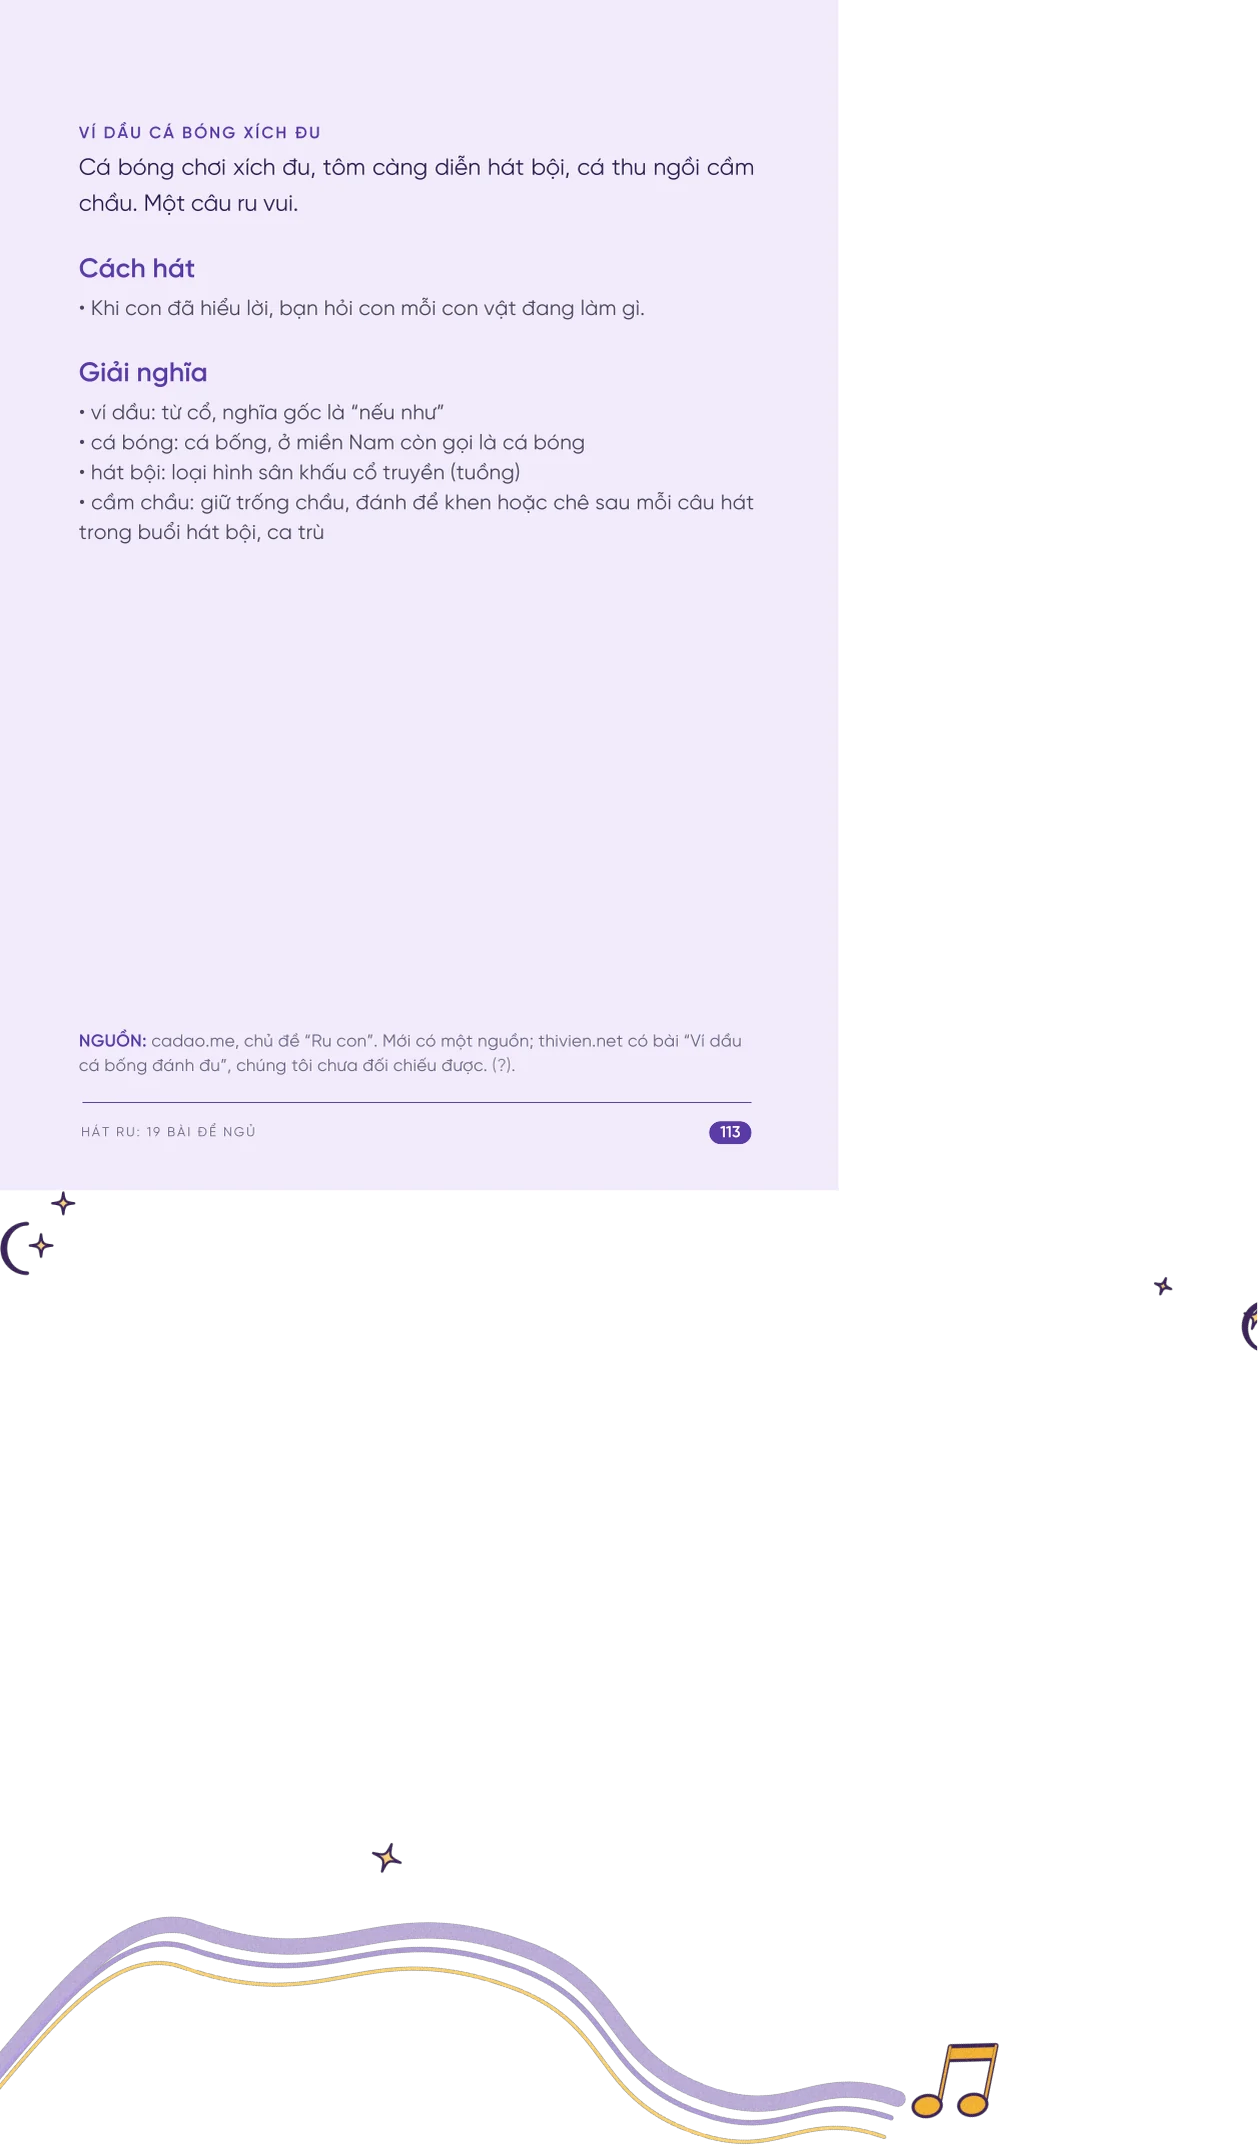 VÍ DẦU CÁ BÓNG XÍCH ĐU
Cá bóng chơi xích đu, tôm càng diễn hát bội, cá thu ngồi cầm
chầu. Một câu ru vui.
Cách hát
• Khi con đã hiểu lời, bạn hỏi con mỗi con vật đang làm gì.
Giải nghĩa
• ví dầu: từ cổ, nghĩa gốc là “nếu như”
• cá bóng: cá bống, ở miền Nam còn gọi là cá bóng
• hát bội: loại hình sân khấu cổ truyền (tuồng)
• cầm chầu: giữ trống chầu, đánh để khen hoặc chê sau mỗi câu hát
trong buổi hát bội, ca trù
NGUỒN: cadao.me, chủ đề “Ru con”. Mới có một nguồn; thivien.net có bài “Ví dầu
cá bống đánh đu”, chúng tôi chưa đối chiếu được. (?).
HÁT RU: 19 BÀI ĐỂ NGỦ
113